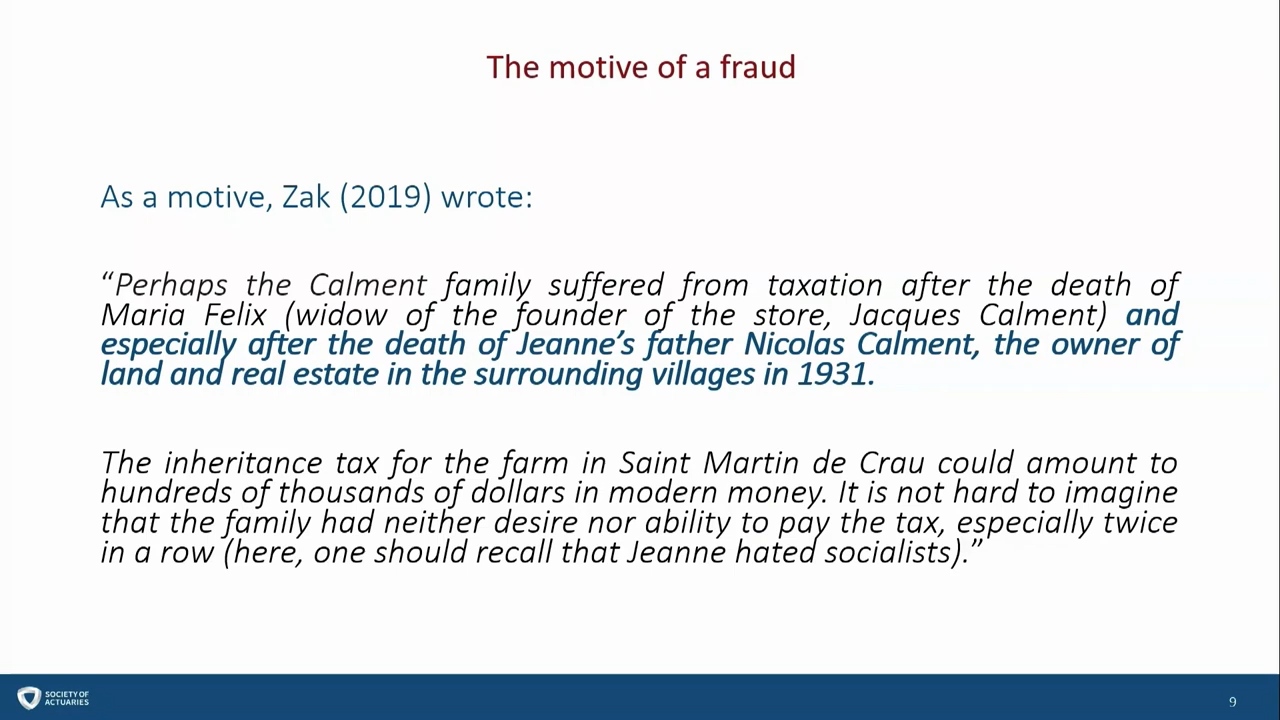 The motive of a fraud
As a motive, Zak (2019) wrote:
“Perhaps the Calment family suffered from taxation after the death of
Maria Felix (widow of the founder of the store, Jacques Calment) and
especially after the death of Jeanne’s father Nicolas Calment, the owner of
land and real estate in the surrounding villages in 1931.
The inheritance tax for the farm in Saint Martin de Crau could amount to
hundreds of thousands of dollars in modern money. It is not hard to imagine
that the family had neither desire nor ability to pay the tax, especially twice
in a row (here, one should recall that Jeanne hated socialists).”
SOCIETY OF
ACTUARIES
9